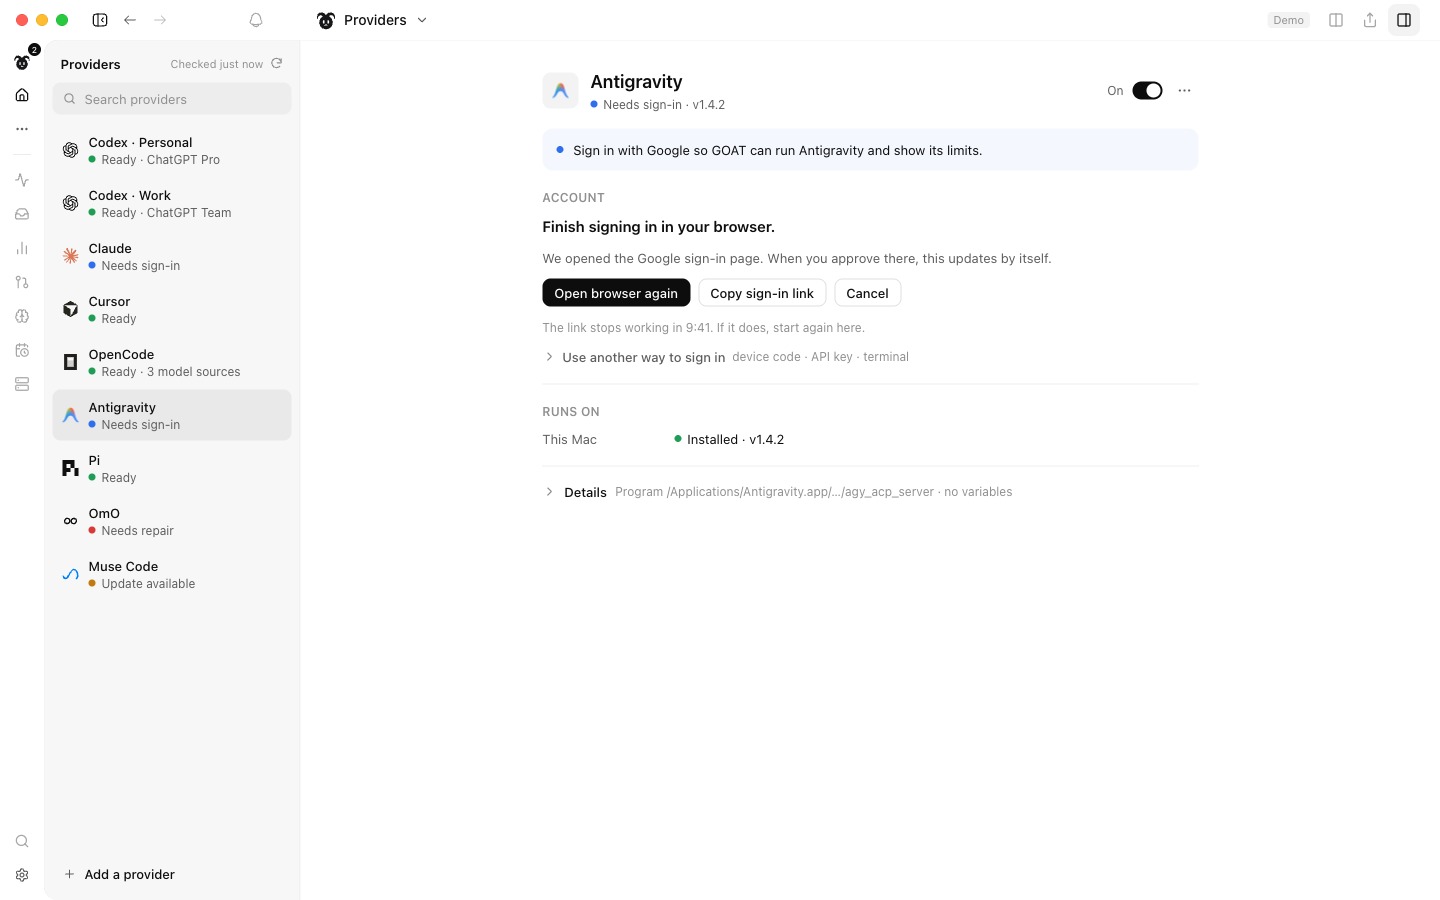 Providers
Demo
2
Providers
Checked just now
Search providers
Codex · Personal
Ready · ChatGPT Pro
Codex · Work
Ready · ChatGPT Team
Claude
Needs sign-in
Cursor
Ready
OpenCode
Ready · 3 model sources
Antigravity
Needs sign-in
Pi
Ready
OmO
Needs repair
Muse Code
Update available
Add a provider
Antigravity
Needs sign-in · v1.4.2
On
Sign in with Google so GOAT can run Antigravity and show its limits.
ACCOUNT
Finish signing in in your browser.
We opened the Google sign-in page. When you approve there, this updates by itself.
Open browser again
Copy sign-in link
Cancel
The link stops working in 9:41. If it does, start again here.
Use another way to sign in device code · API key · terminal
RUNS ON
This Mac Installed · v1.4.2
Details Program /Applications/Antigravity.app/.../agy_acp_server · no variables